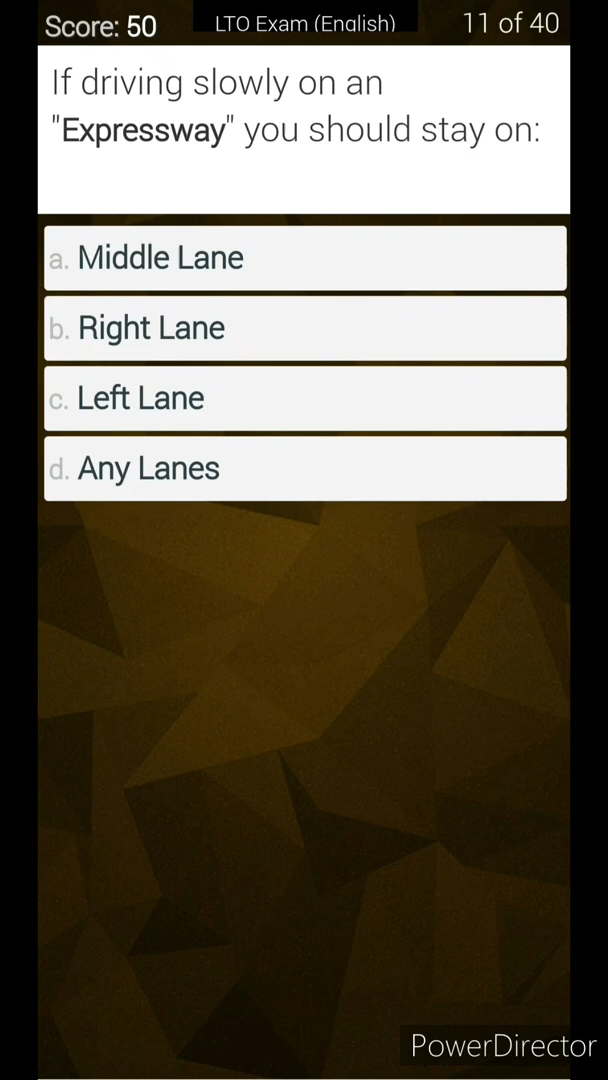 Score: 50 LTO Exam (English) 11 of 40
If driving slowly on an
"Expressway" you should stay on:
a. Middle Lane
b. Right Lane
c. Left Lane
d. Any Lanes
PowerDirector